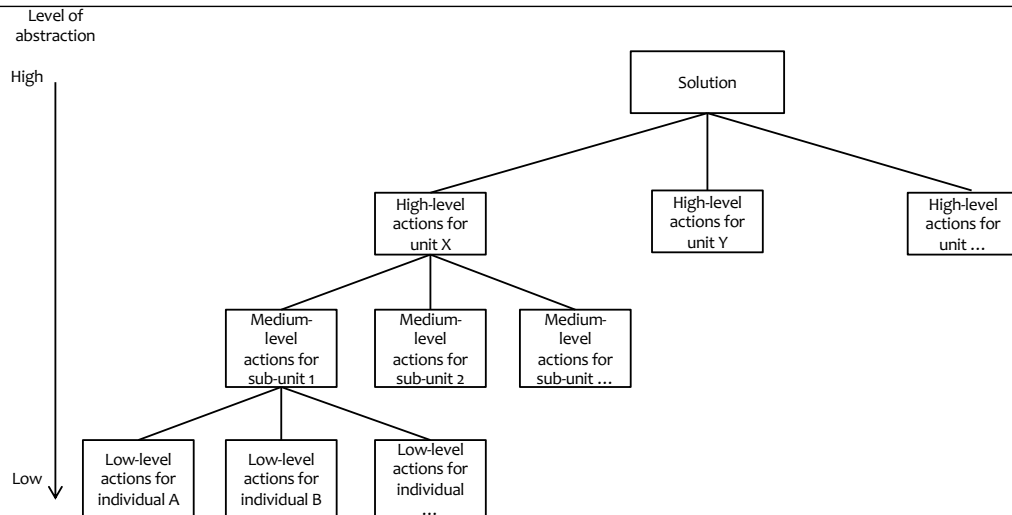 Level of
abstraction
High
Solution
High-level
actions for
unit X
High-level
actions for
unit Y
High-level
actions for
unit …
Medium-
level
actions for
sub-unit 1
Medium-
level
actions for
sub-unit 2
Medium-
level
actions for
sub-unit …
Low
Low-level
actions for
individual A
Low-level
actions for
individual B
Low-level
actions for
individual
…